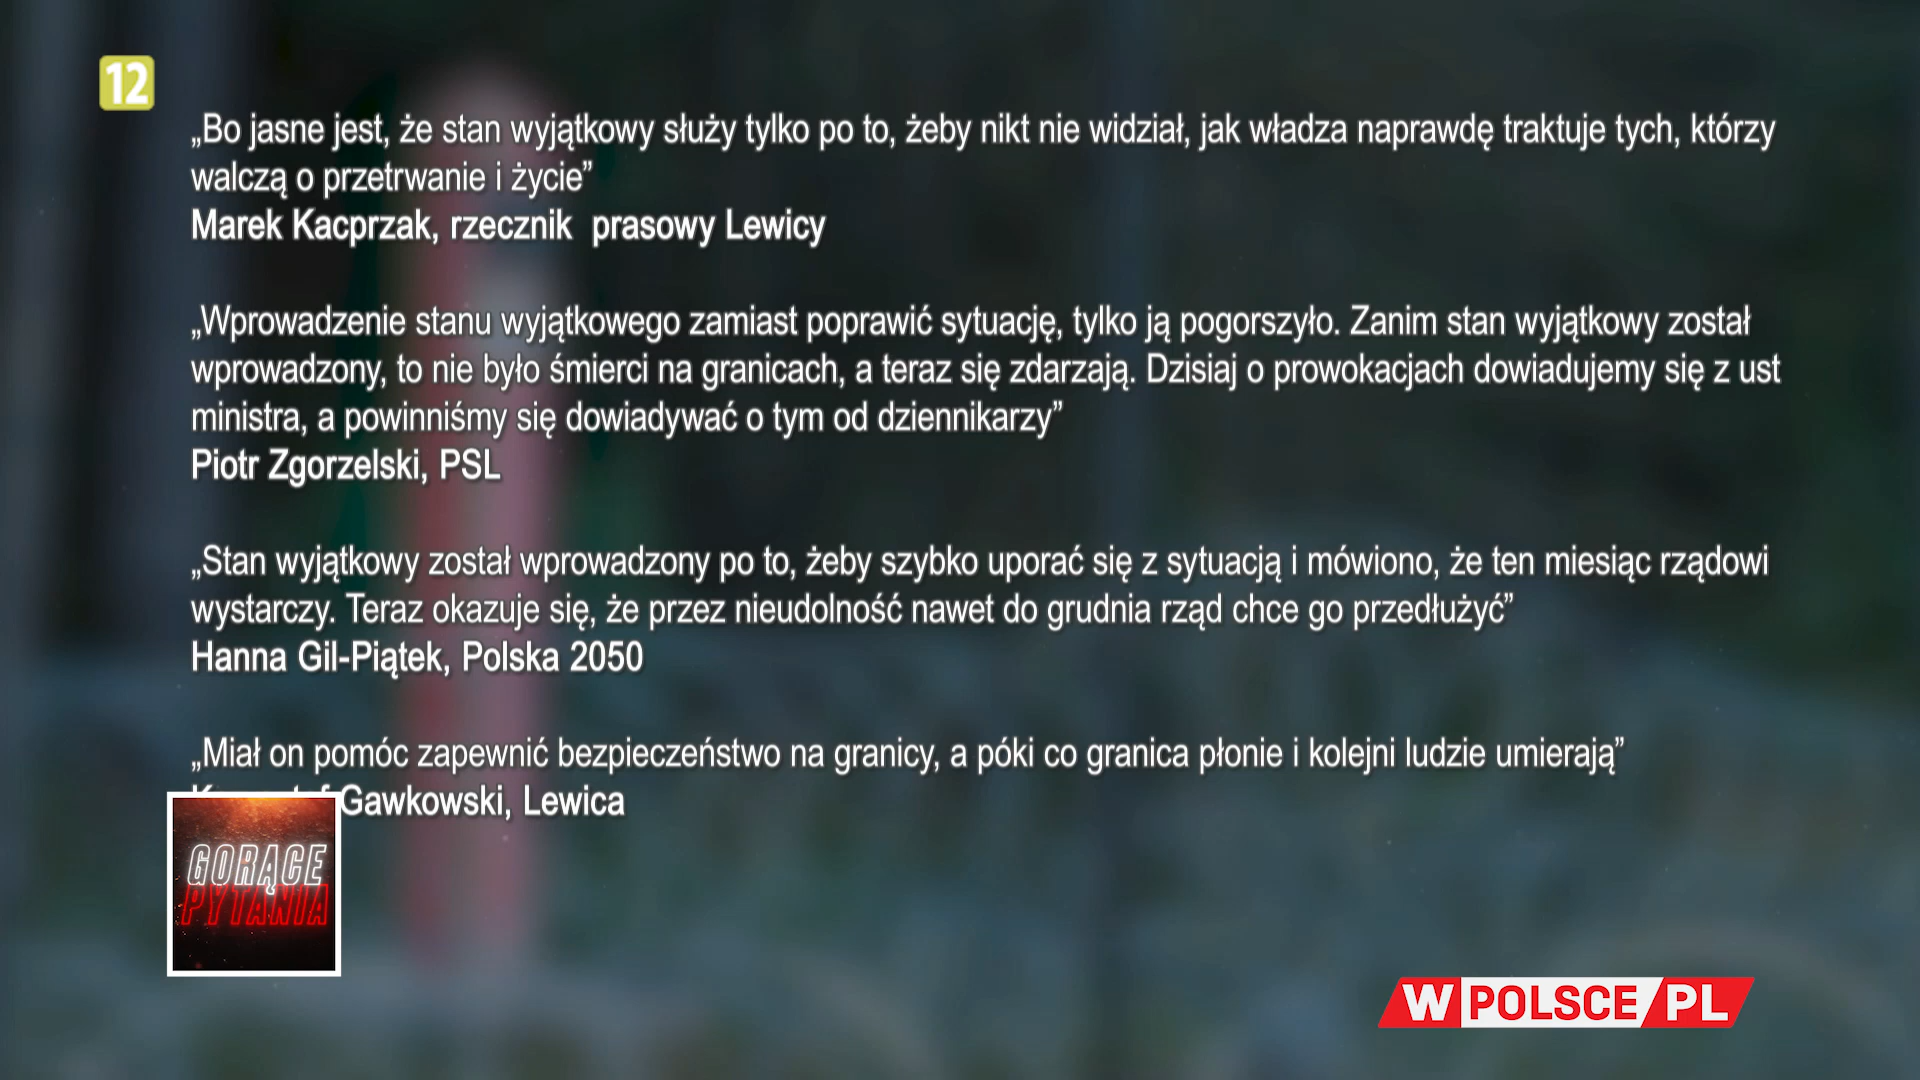 12
„Bo jasne jest, że stan wyjątkowy służy tylko po to, żeby nikt nie widział, jak władza naprawdę traktuje tych, którzy
walczą o przetrwanie i życie”
Marek Kacprzak, rzecznik prasowy Lewicy
„Wprowadzenie stanu wyjątkowego zamiast poprawić sytuację, tylko ją pogorszyło. Zanim stan wyjątkowy został
wprowadzony, to nie było śmierci na granicach, a teraz się zdarzają. Dzisiaj o prowokacjach dowiadujemy się z ust
ministra, a powinniśmy się dowiadywać o tym od dziennikarzy”
Piotr Zgorzelski, PSL
„Stan wyjątkowy został wprowadzony po to, żeby szybko uporać się z sytuacją i mówiono, że ten miesiąc rządowi
wystarczy. Teraz okazuje się, że przez nieudolność nawet do grudnia rząd chce go przedłużyć”
Hanna Gil-Piątek, Polska 2050
„Miał on pomóc zapewnić bezpieczeństwo na granicy, a póki co granica płonie i kolejni ludzie umierają”
Gawkowski, Lewica
GORĄCE
PYTANIA
WPOLSCE/PL